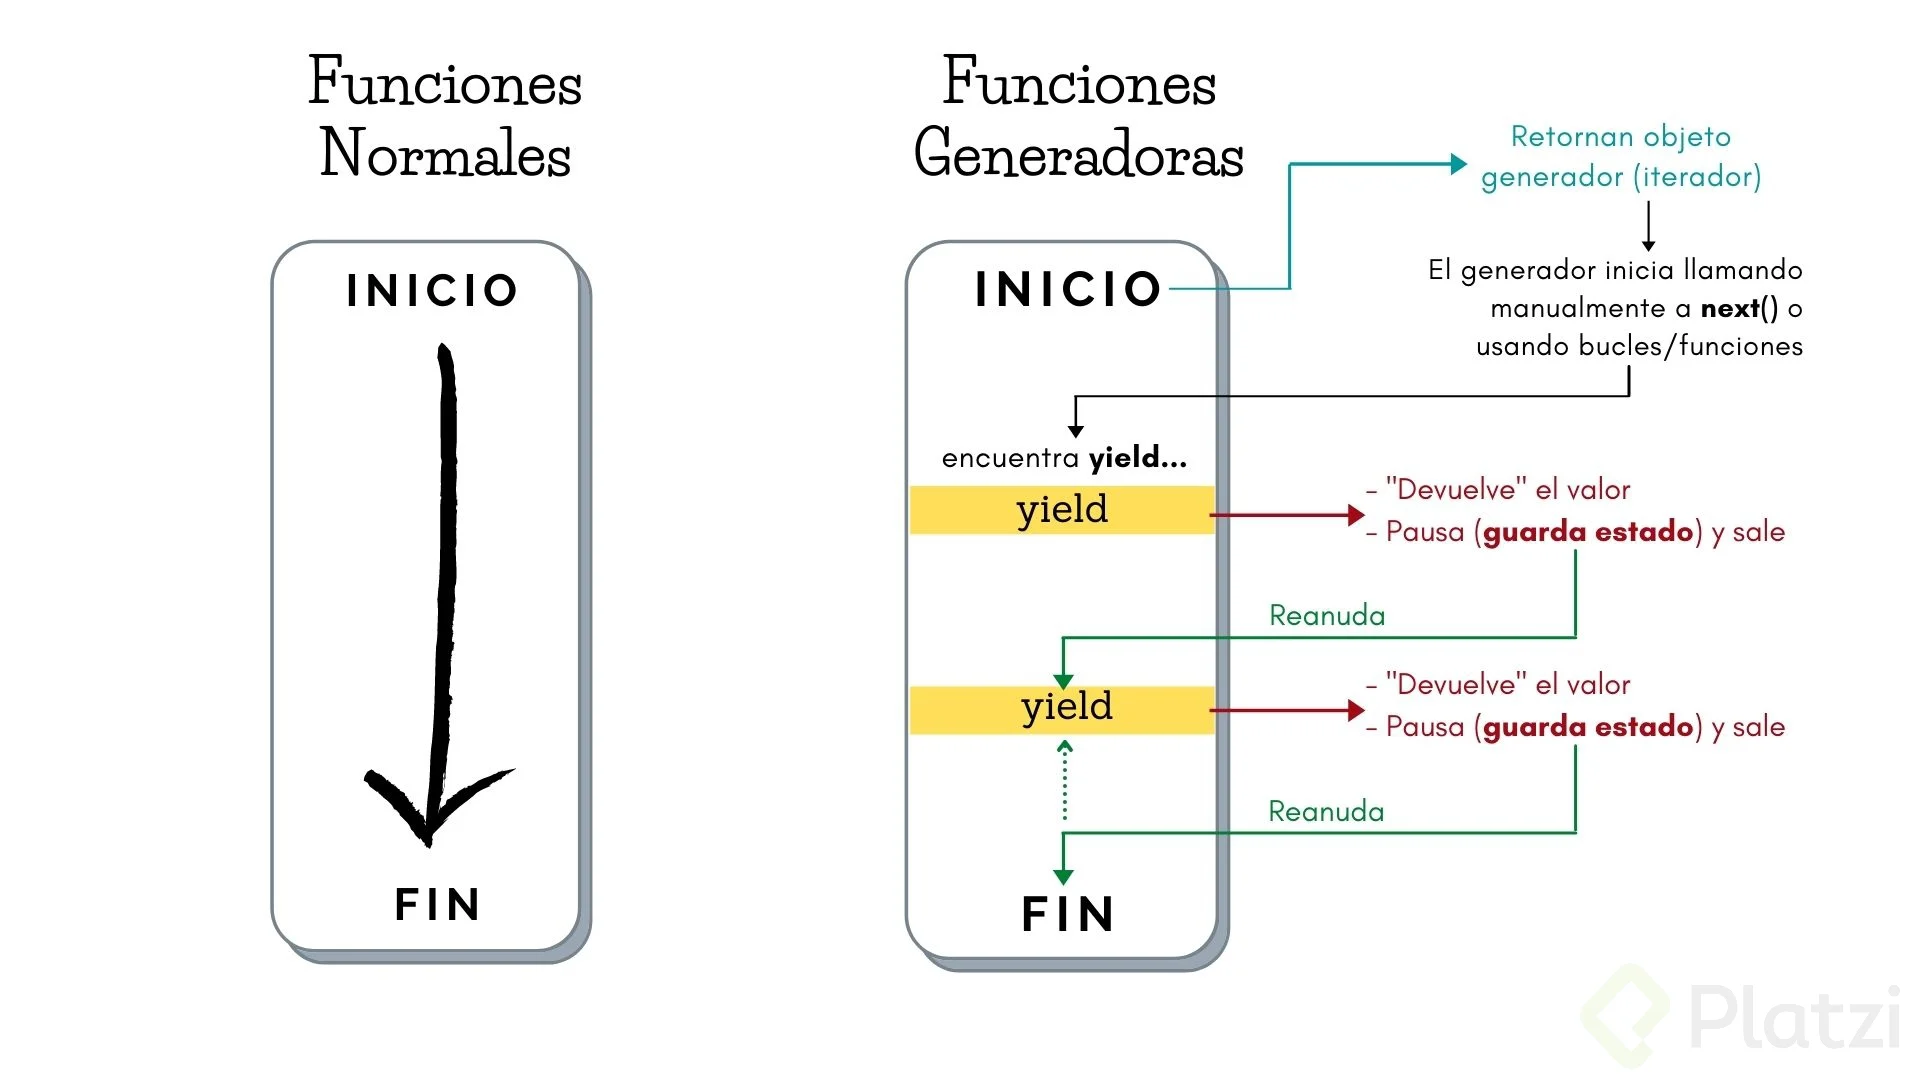 Funciones
Normales
INICIO
FIN
Funciones
Generadoras
INICIO
Retornan objeto
generador (iterador)
El generador inicia llamando
manualmente a next() o
usando bucles/funciones
encuentra yield...
yield
- "Devuelve" el valor
- Pausa (guarda estado) y sale
Reanuda
yield
- "Devuelve" el valor
- Pausa (guarda estado) y sale
Reanuda
FIN
Platzi